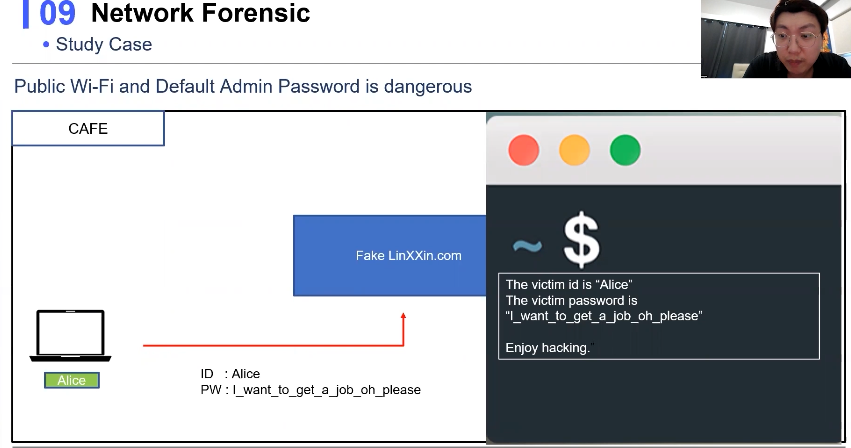 09 Network Forensic
• Study Case
Public Wi-Fi and Default Admin Password is dangerous
CAFE
Fake LinXXin.com
~ $
The victim id is “Alice”
The victim password is
“I_want_to_get_a_job_oh_please”
Enjoy hacking.”
Alice
ID : Alice
PW : I_want_to_get_a_job_oh_please